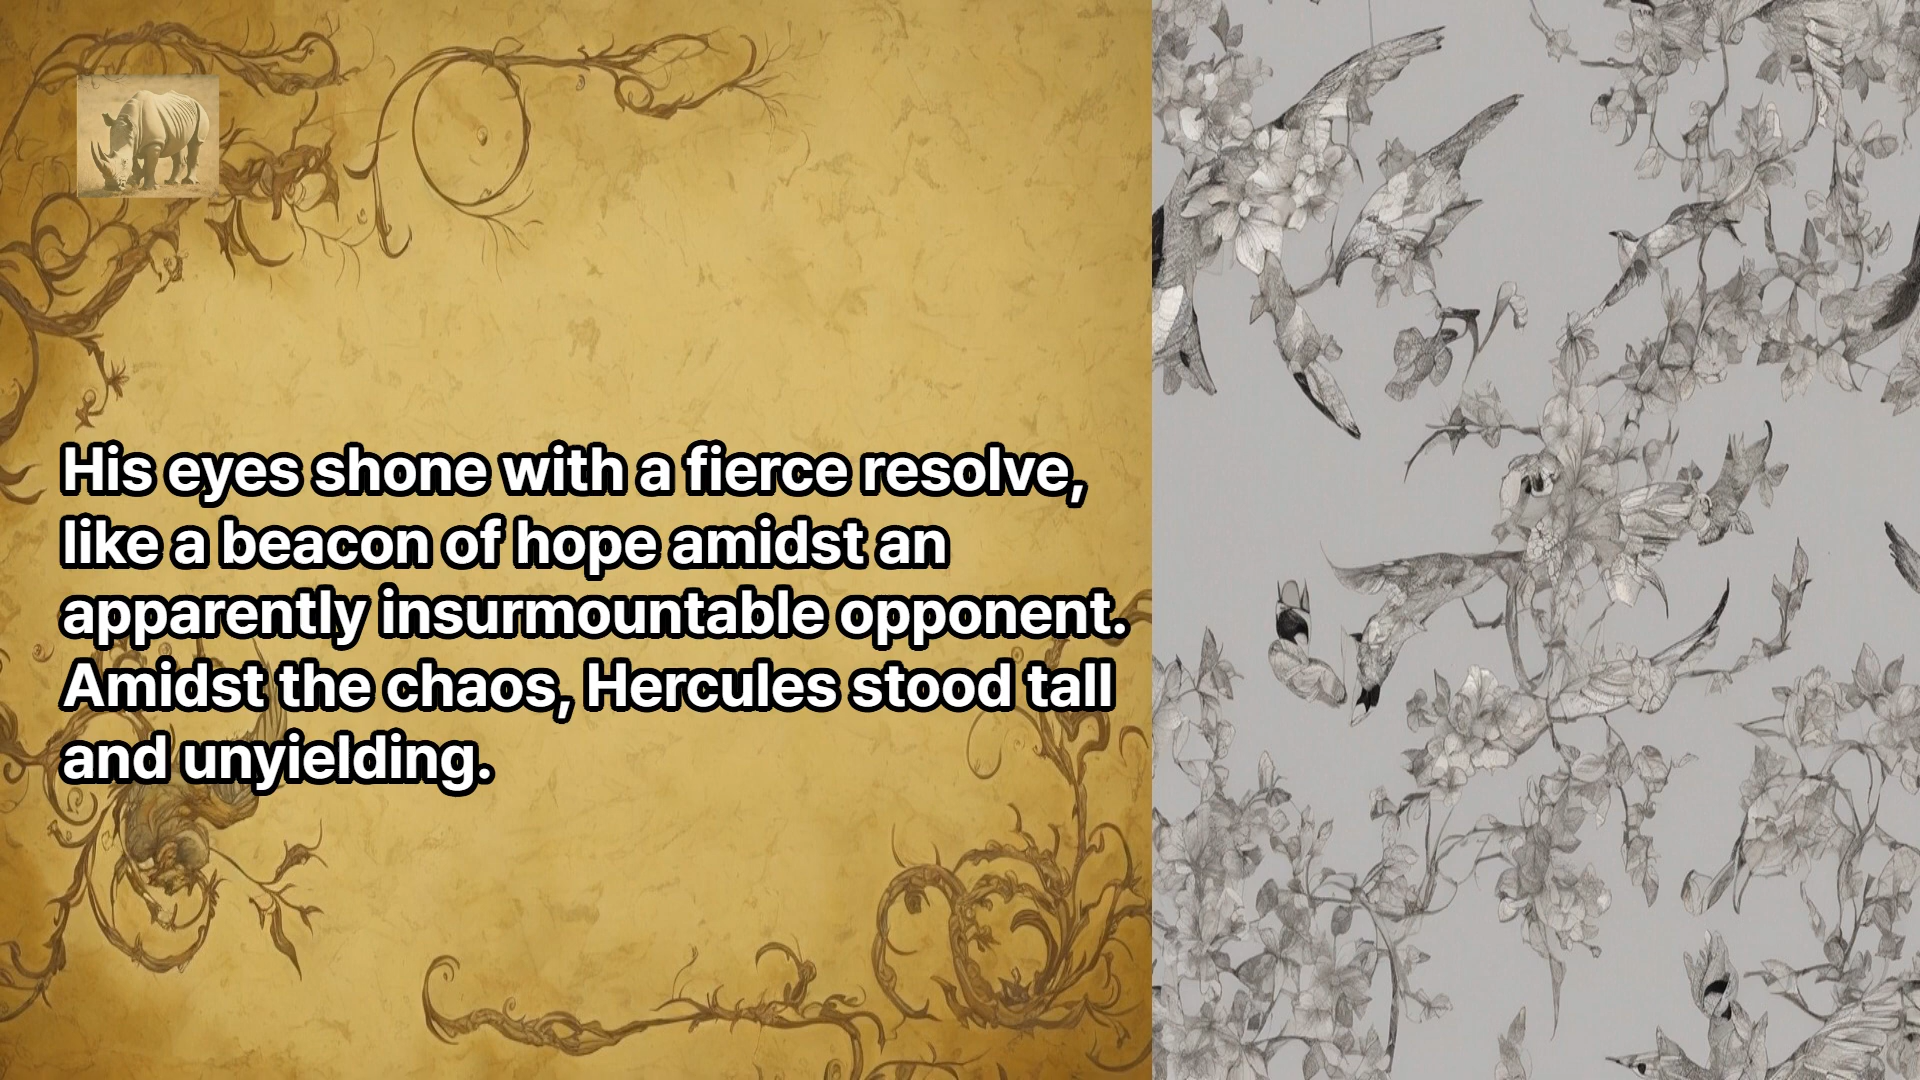 His eyes shone with a fierce resolve,
like a beacon of hope amidst an
apparently insurmountable opponent.
Amidst the chaos, Hercules stood tall
and unyielding.